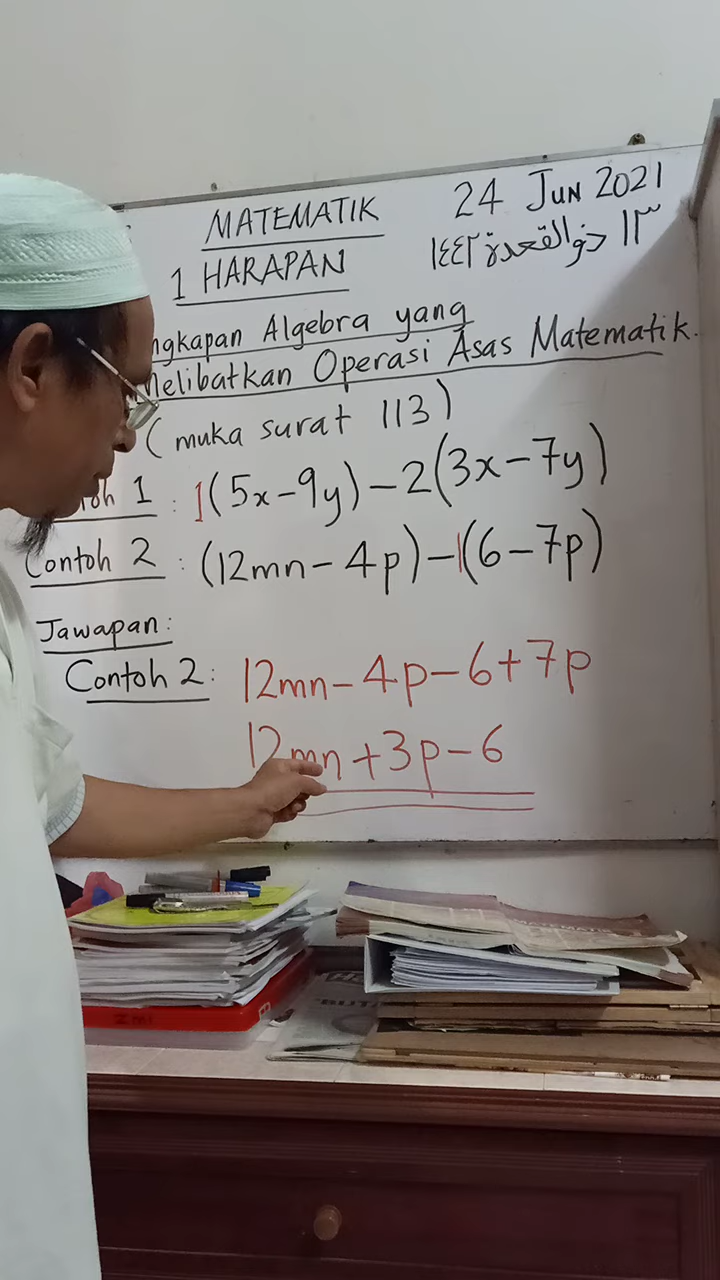 MATEMATIK
24 Jun 2021
1 HARAPAN
١٣ ذوالقعدة ١٤٤٢
ngkapan Algebra yang
elibatkan Operasi Asas Matematik.
(muka surat 113)
oh 1 : 1(5x-9y)-2(3x-7y)
Contoh 2 : (12mn-4p)-1(6-7p)
Jawapan:
Contoh 2: 12mn-4p-6+7p
12mn+3p-6